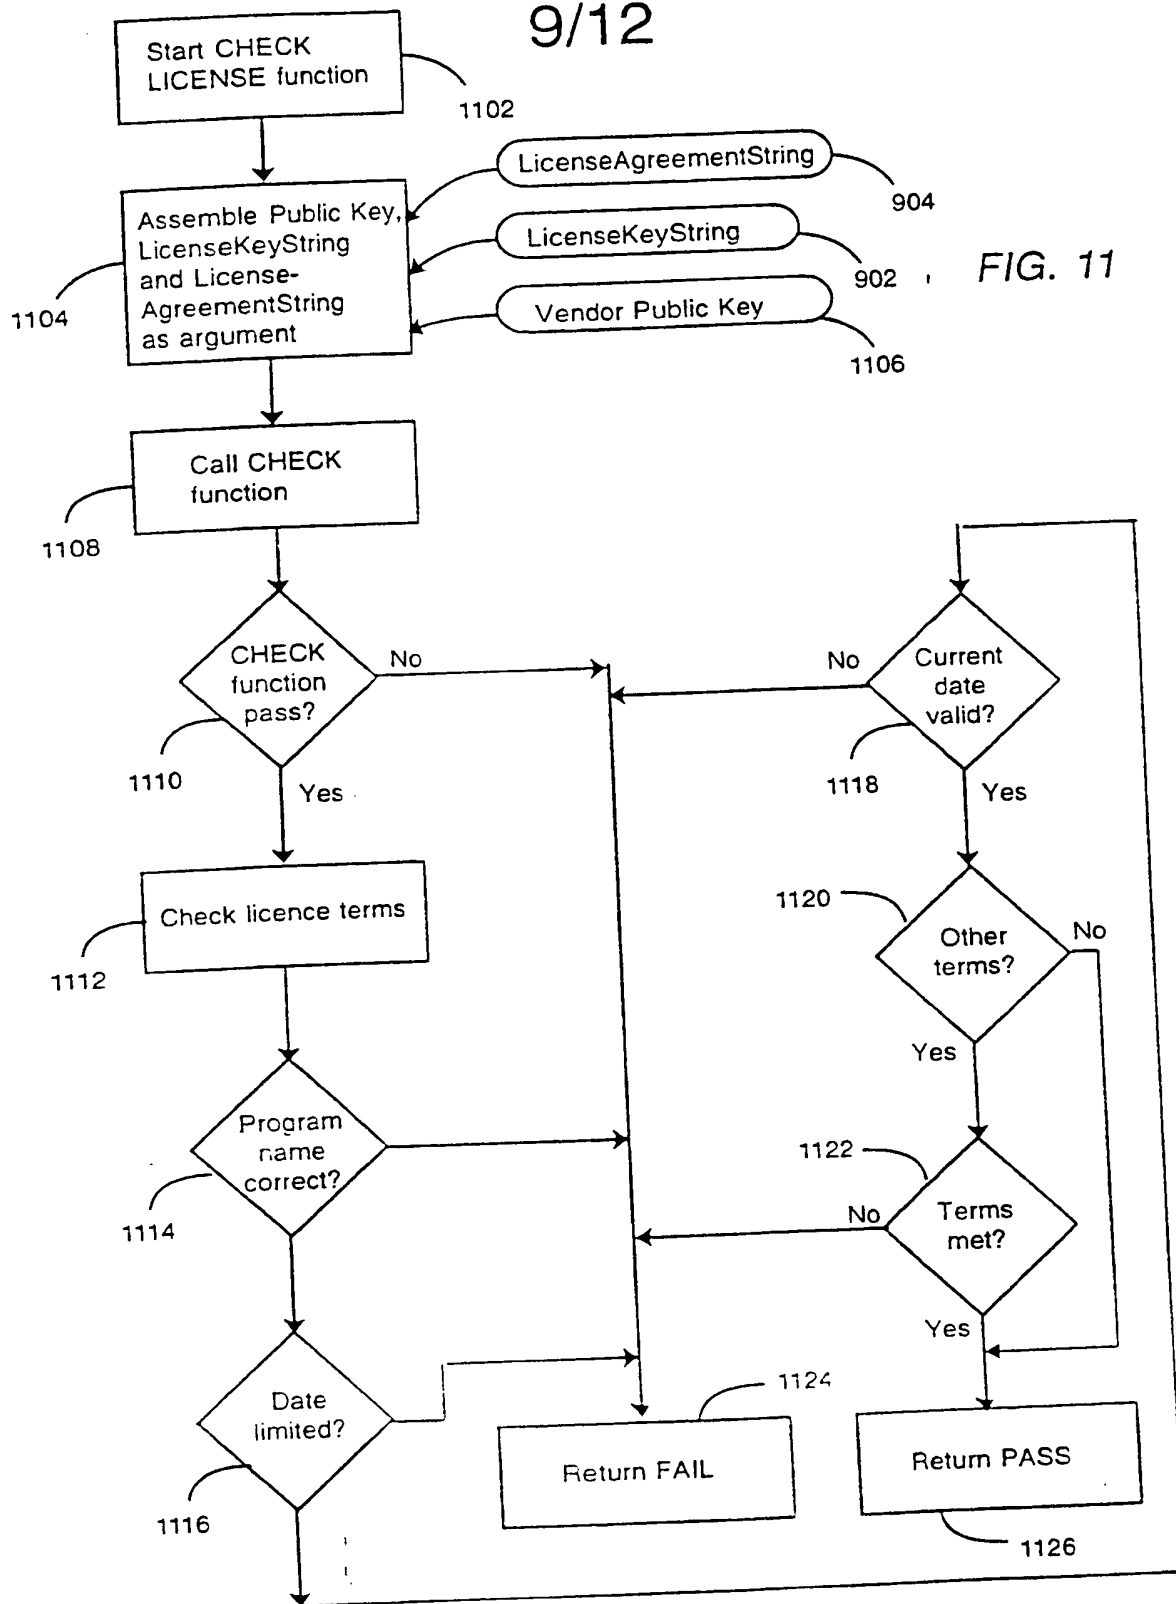 9/12
Start CHECK
LICENSE function
1102
LicenseAgreementString
904
Assemble Public Key,
LicenseKeyString
and License-
AgreementString
as argument
1104
LicenseKeyString
902
FIG. 11
Vendor Public Key
1106
Call CHECK
function
1108
CHECK
function
pass?
No
1110
Yes
No
Current
date
valid?
1118
Yes
Check licence terms
1112
1120
Other
terms?
No
Yes
Program
name
correct?
1114
1122
Terms
met?
No
Yes
Date
limited?
1116
1124
Return FAIL
Return PASS
1126